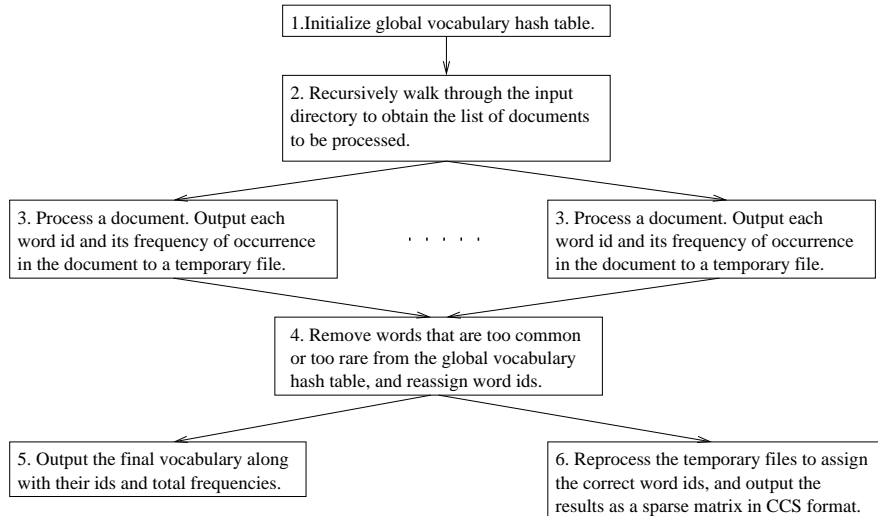 1.Initialize global vocabulary hash table.
2. Recursively walk through the input
directory to obtain the list of documents
to be processed.
3. Process a document. Output each
word id and its frequency of occurrence
in the document to a temporary file.
. . . . .
3. Process a document. Output each
word id and its frequency of occurrence
in the document to a temporary file.
4. Remove words that are too common
or too rare from the global vocabulary
hash table, and reassign word ids.
5. Output the final vocabulary along
with their ids and total frequencies.
6. Reprocess the temporary files to assign
the correct word ids, and output the
results as a sparse matrix in CCS format.